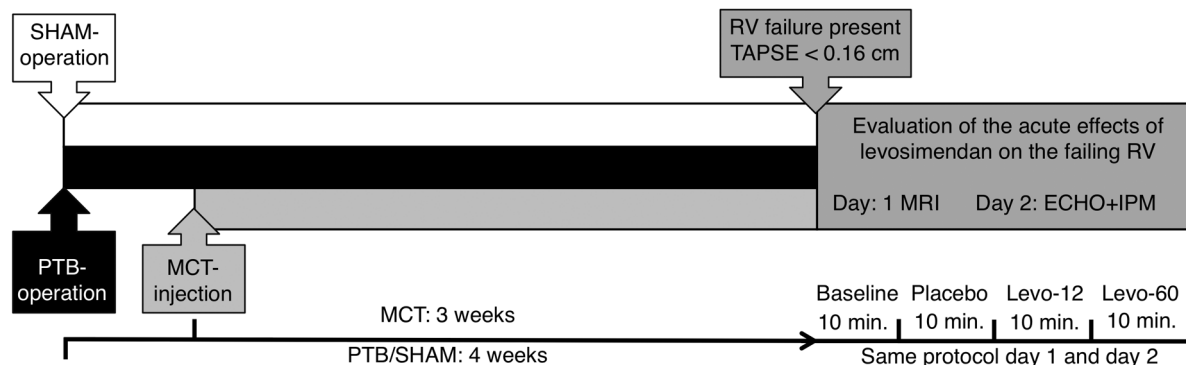 SHAM-
operation
RV failure present
TAPSE < 0.16 cm
Evaluation of the acute effects of
levosimendan on the failing RV
Day: 1 MRI Day 2: ECHO+IPM
PTB-
operation
MCT-
injection
MCT: 3 weeks
PTB/SHAM: 4 weeks
Baseline Placebo Levo-12 Levo-60
10 min. 10 min. 10 min. 10 min.
Same protocol day 1 and day 2